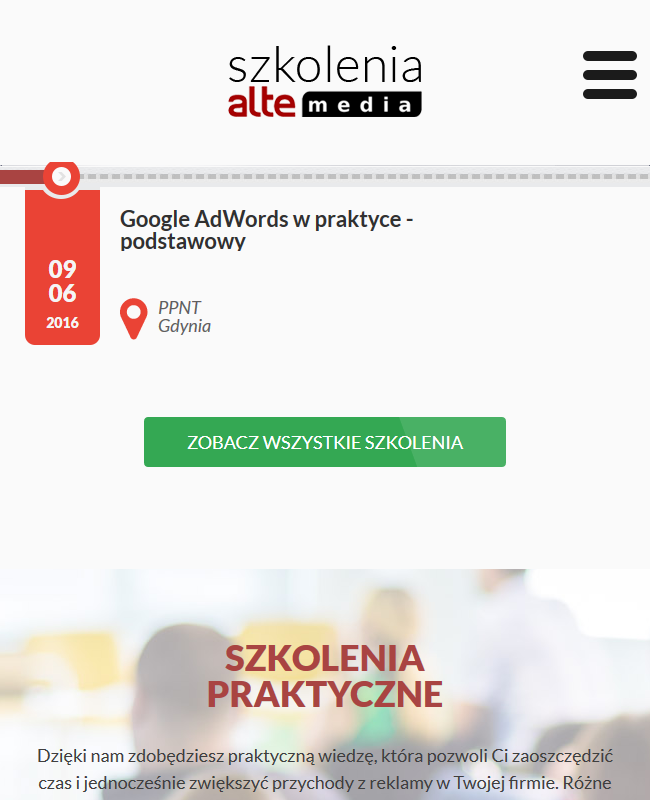 szkolenia
alte media
Google AdWords w praktyce -
podstawowy
09
06
2016
PPNT
Gdynia
ZOBACZ WSZYSTKIE SZKOLENIA
SZKOLENIA
PRAKTYCZNE
Dzięki nam zdobędziesz praktyczną wiedzę, która pozwoli Ci zaoszczędzić
czas i jednocześnie zwiększyć przychody z reklamy w Twojej firmie. Różne